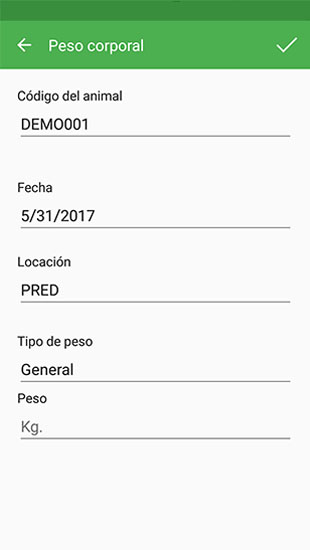 Peso corporal
Código del animal
DEMO001
Fecha
5/31/2017
Locación
PRED
Tipo de peso
General
Peso
Kg.